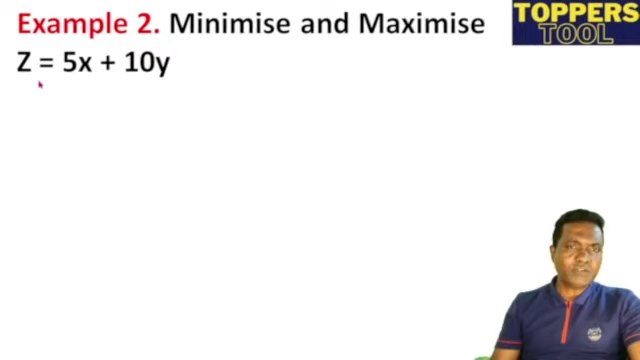 Example 2. Minimise and Maximise
Z = 5x + 10y
TOPPERS
TOOL